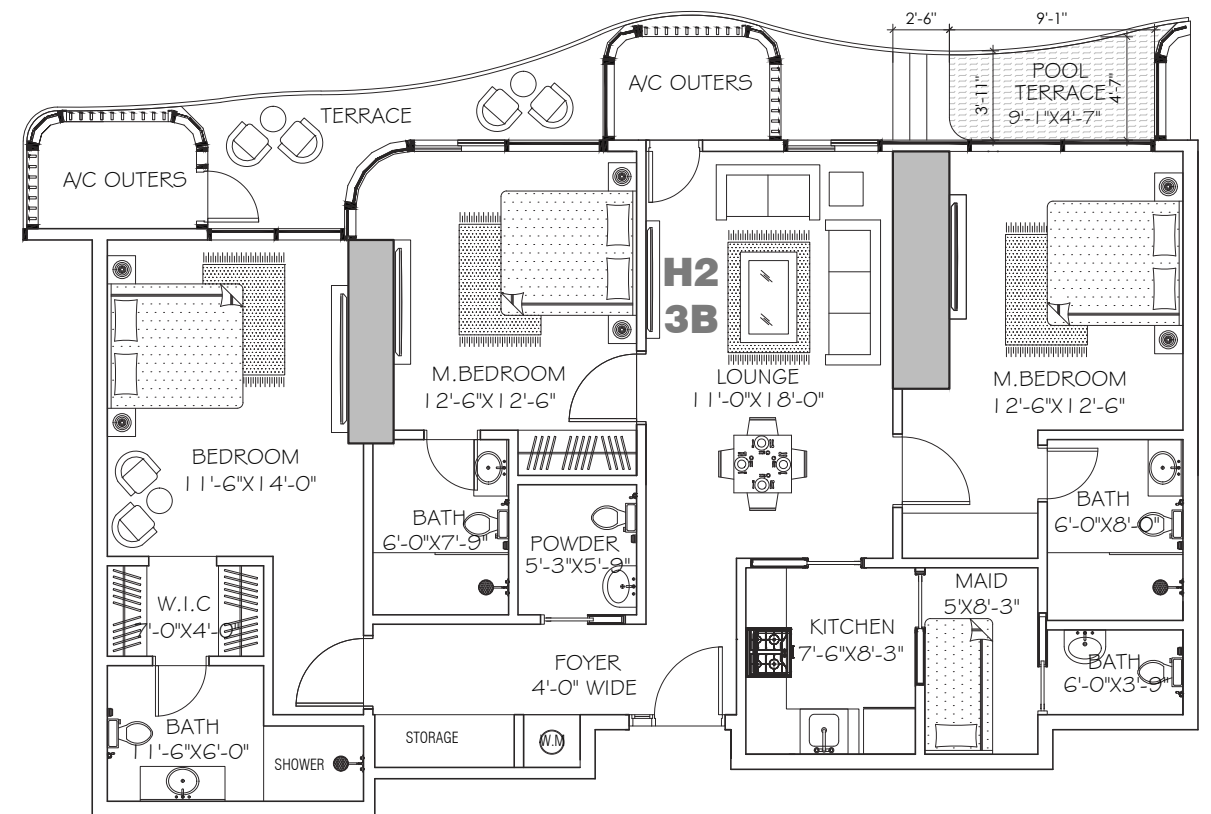 2'-6"
9'-1"
A/C OUTERS
POOL
TERRACE
9'-1"X4'-7"
3'-11"
4'-7"
TERRACE
A/C OUTERS
H2
3B
M.BEDROOM
12'-6"X12'-6"
LOUNGE
11'-0"X18'-0"
M.BEDROOM
12'-6"X12'-6"
BEDROOM
11'-6"X14'-0"
BATH
6'-0"X7'-9"
POWDER
5'-3"X5'-9"
BATH
6'-0"X8'-0"
W.I.C
7'-0"X4'-0"
MAID
5'X8'-3"
KITCHEN
7'-6"X8'-3"
FOYER
4'-0" WIDE
BATH
6'-0"X3'-9"
BATH
11'-6"X6'-0"
STORAGE
W.M
SHOWER